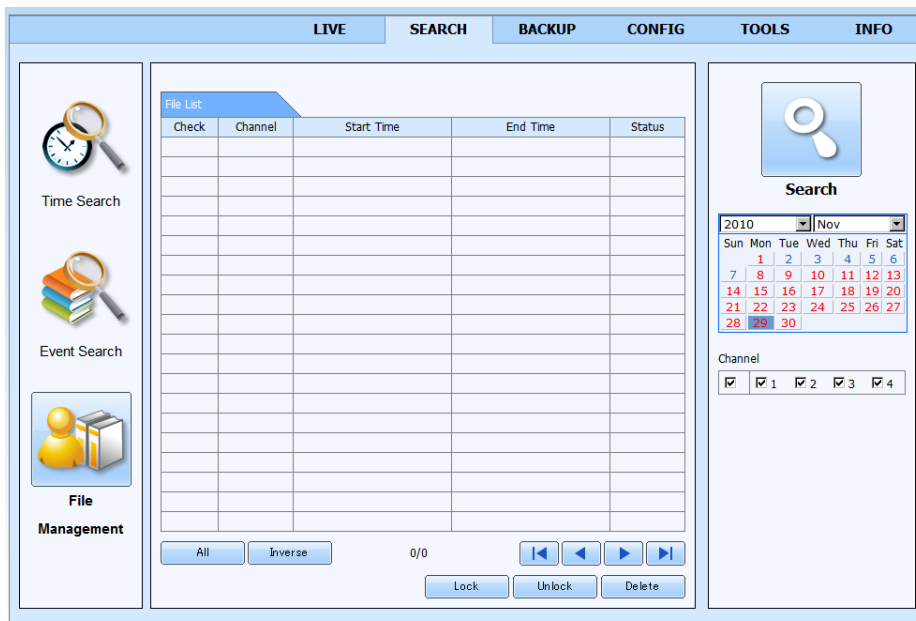 LIVE SEARCH BACKUP CONFIG TOOLS INFO
Time Search
Event Search
File
Management
File List
Check Channel Start Time End Time Status
All Inverse 0/0
Lock Unlock Delete
Search
2010 Nov
Sun Mon Tue Wed Thu Fri Sat
1 2 3 4 5 6
7 8 9 10 11 12 13
14 15 16 17 18 19 20
21 22 23 24 25 26 27
28 29 30
Channel
1 2 3 4